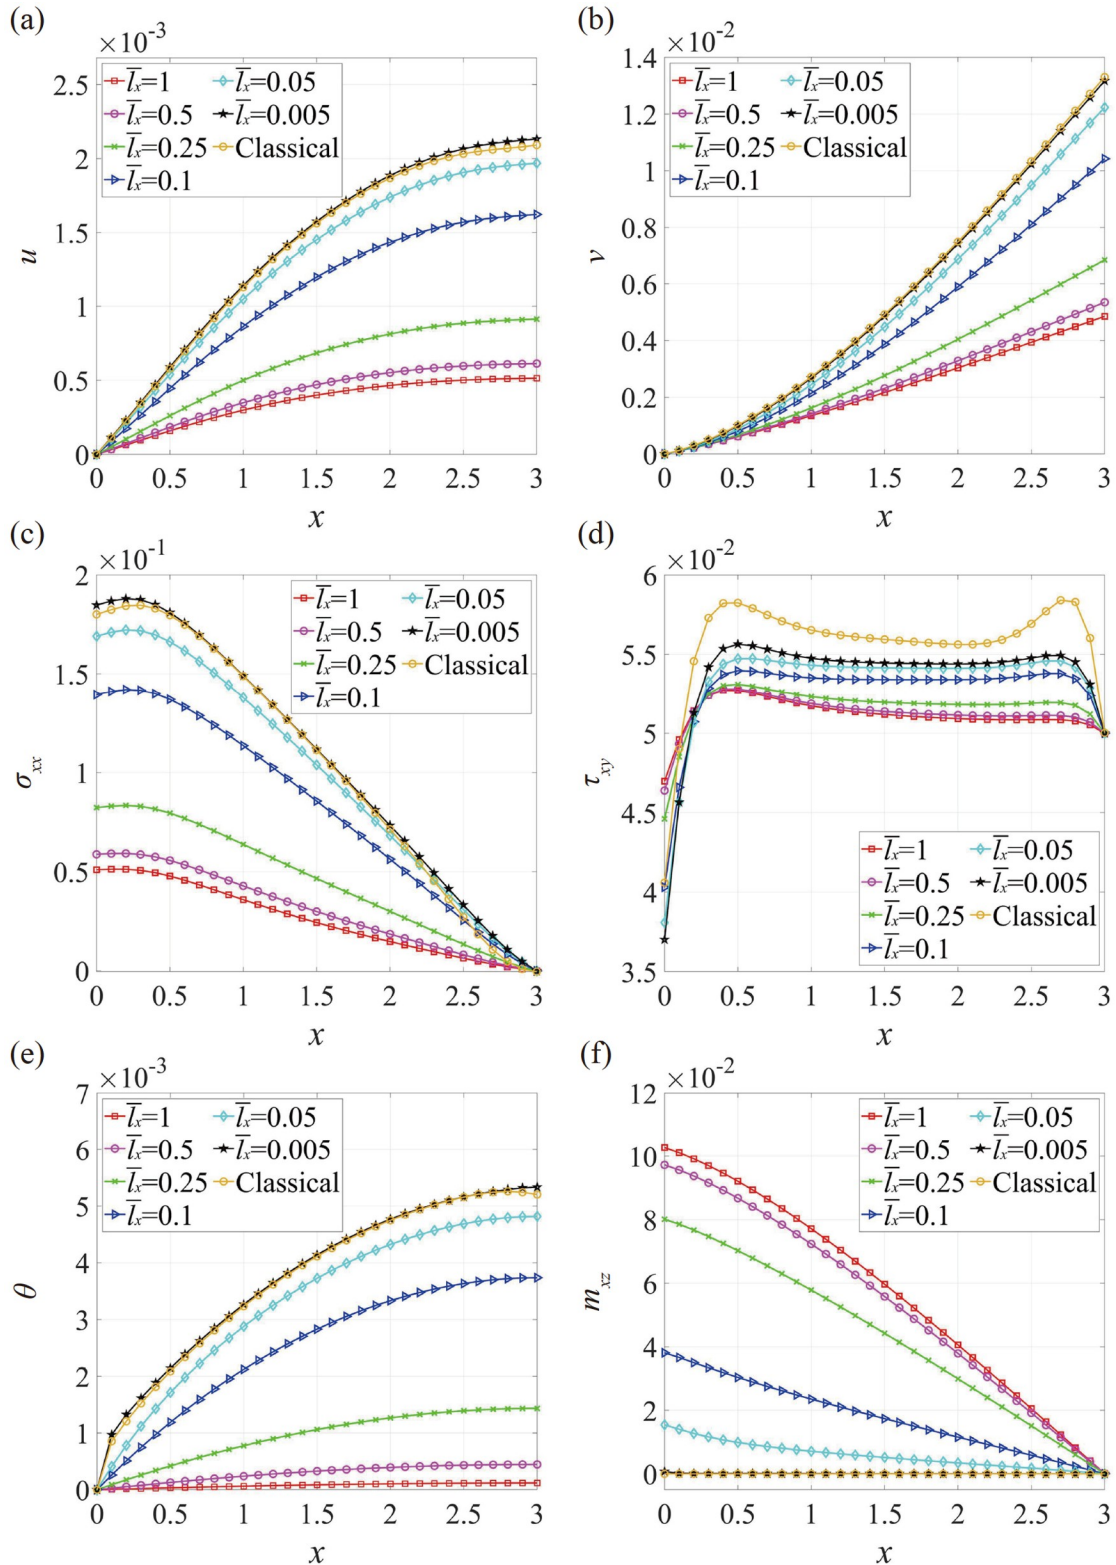 (a)
×10⁻³
2.5
2
1.5
1
0.5
0
0 0.5 1 1.5 2 2.5 3
u
x
l̅ₓ=1 l̅ₓ=0.05
l̅ₓ=0.5 l̅ₓ=0.005
l̅ₓ=0.25 Classical
l̅ₓ=0.1
(b)
×10⁻²
1.4
1.2
1
0.8
0.6
0.4
0.2
0
0 0.5 1 1.5 2 2.5 3
v
x
l̅ₓ=1 l̅ₓ=0.05
l̅ₓ=0.5 l̅ₓ=0.005
l̅ₓ=0.25 Classical
l̅ₓ=0.1
(c)
×10⁻¹
2
1.5
1
0.5
0
0 0.5 1 1.5 2 2.5 3
σxx
x
l̅ₓ=1 l̅ₓ=0.05
l̅ₓ=0.5 l̅ₓ=0.005
l̅ₓ=0.25 Classical
l̅ₓ=0.1
(d)
×10⁻²
6
5.5
5
4.5
4
3.5
0 0.5 1 1.5 2 2.5 3
τxy
x
l̅ₓ=1 l̅ₓ=0.05
l̅ₓ=0.5 l̅ₓ=0.005
l̅ₓ=0.25 Classical
l̅ₓ=0.1
(e)
×10⁻³
7
6
5
4
3
2
1
0
0 0.5 1 1.5 2 2.5 3
θ
x
l̅ₓ=1 l̅ₓ=0.05
l̅ₓ=0.5 l̅ₓ=0.005
l̅ₓ=0.25 Classical
l̅ₓ=0.1
(f)
×10⁻²
12
10
8
6
4
2
0
0 0.5 1 1.5 2 2.5 3
mxz
x
l̅ₓ=1 l̅ₓ=0.05
l̅ₓ=0.5 l̅ₓ=0.005
l̅ₓ=0.25 Classical
l̅ₓ=0.1